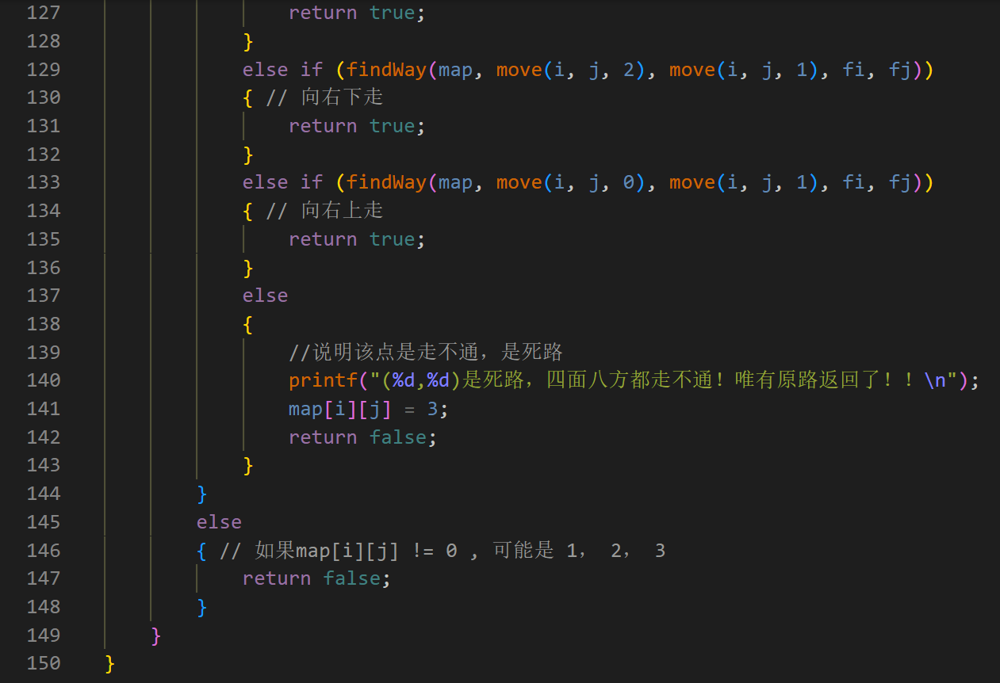 127 return true;
128 }
129 else if (findWay(map, move(i, j, 2), move(i, j, 1), fi, fj))
130 { // 向右下走
131 return true;
132 }
133 else if (findWay(map, move(i, j, 0), move(i, j, 1), fi, fj))
134 { // 向右上走
135 return true;
136 }
137 else
138 {
139 //说明该点是走不通，是死路
140 printf("(%d,%d)是死路，四面八方都走不通！唯有原路返回了！！\n");
141 map[i][j] = 3;
142 return false;
143 }
144 }
145 else
146 { // 如果map[i][j] != 0 , 可能是 1， 2， 3
147 return false;
148 }
149 }
150 }